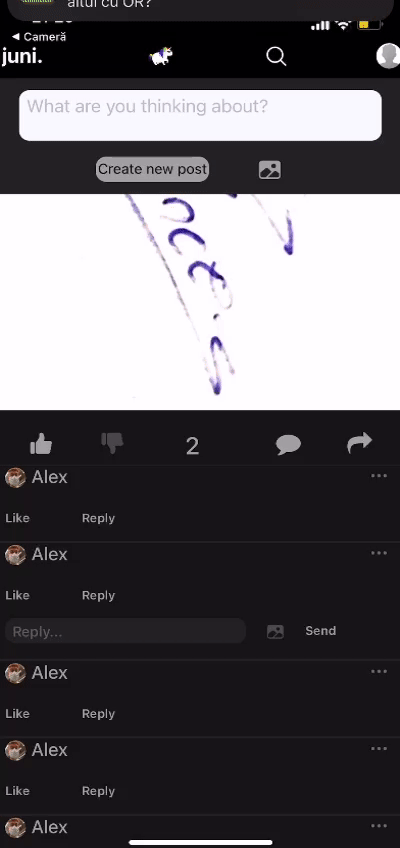 altul cu OR?
Cameră
juni.
What are you thinking about?
Create new post
2
Alex
Like Reply
Alex
Like Reply
Reply... Send
Alex
Like Reply
Alex
Like Reply
Alex